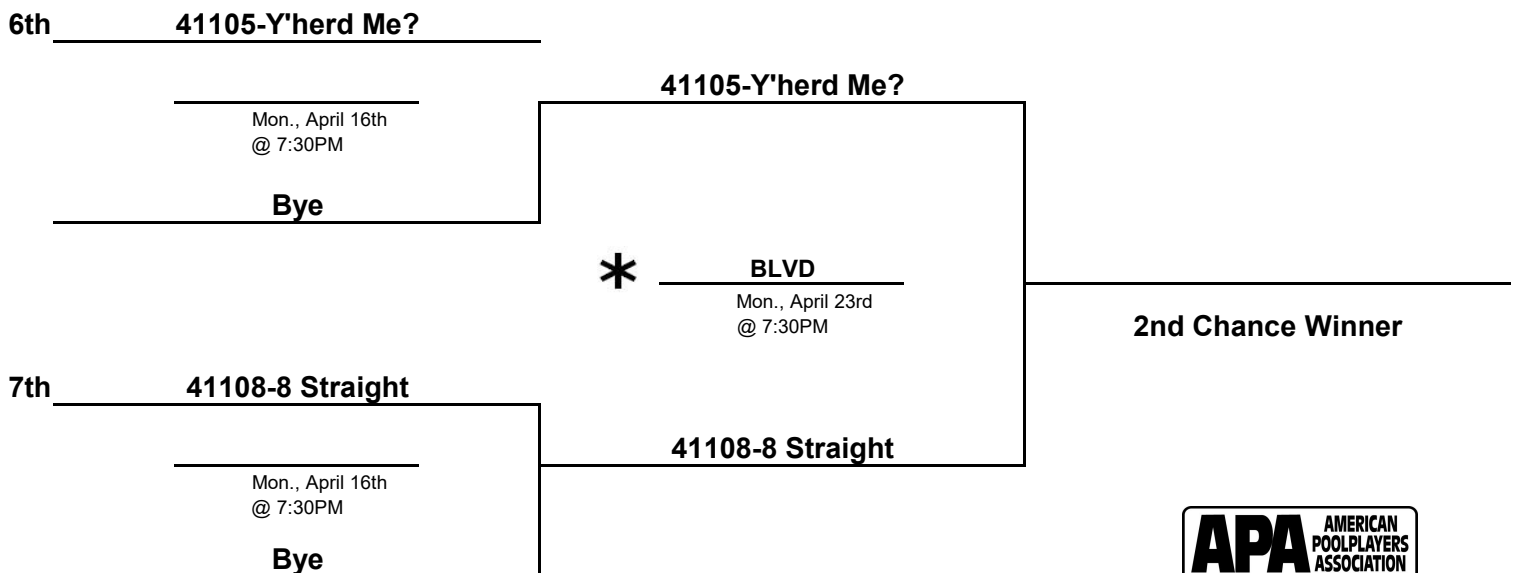 6th 41105-Y'herd Me?
41105-Y'herd Me?
Mon., April 16th
@ 7:30PM
Bye
* BLVD
Mon., April 23rd
@ 7:30PM
2nd Chance Winner
7th 41108-8 Straight
41108-8 Straight
Mon., April 16th
@ 7:30PM
Bye
APA AMERICAN
POOLPLAYERS
ASSOCIATION